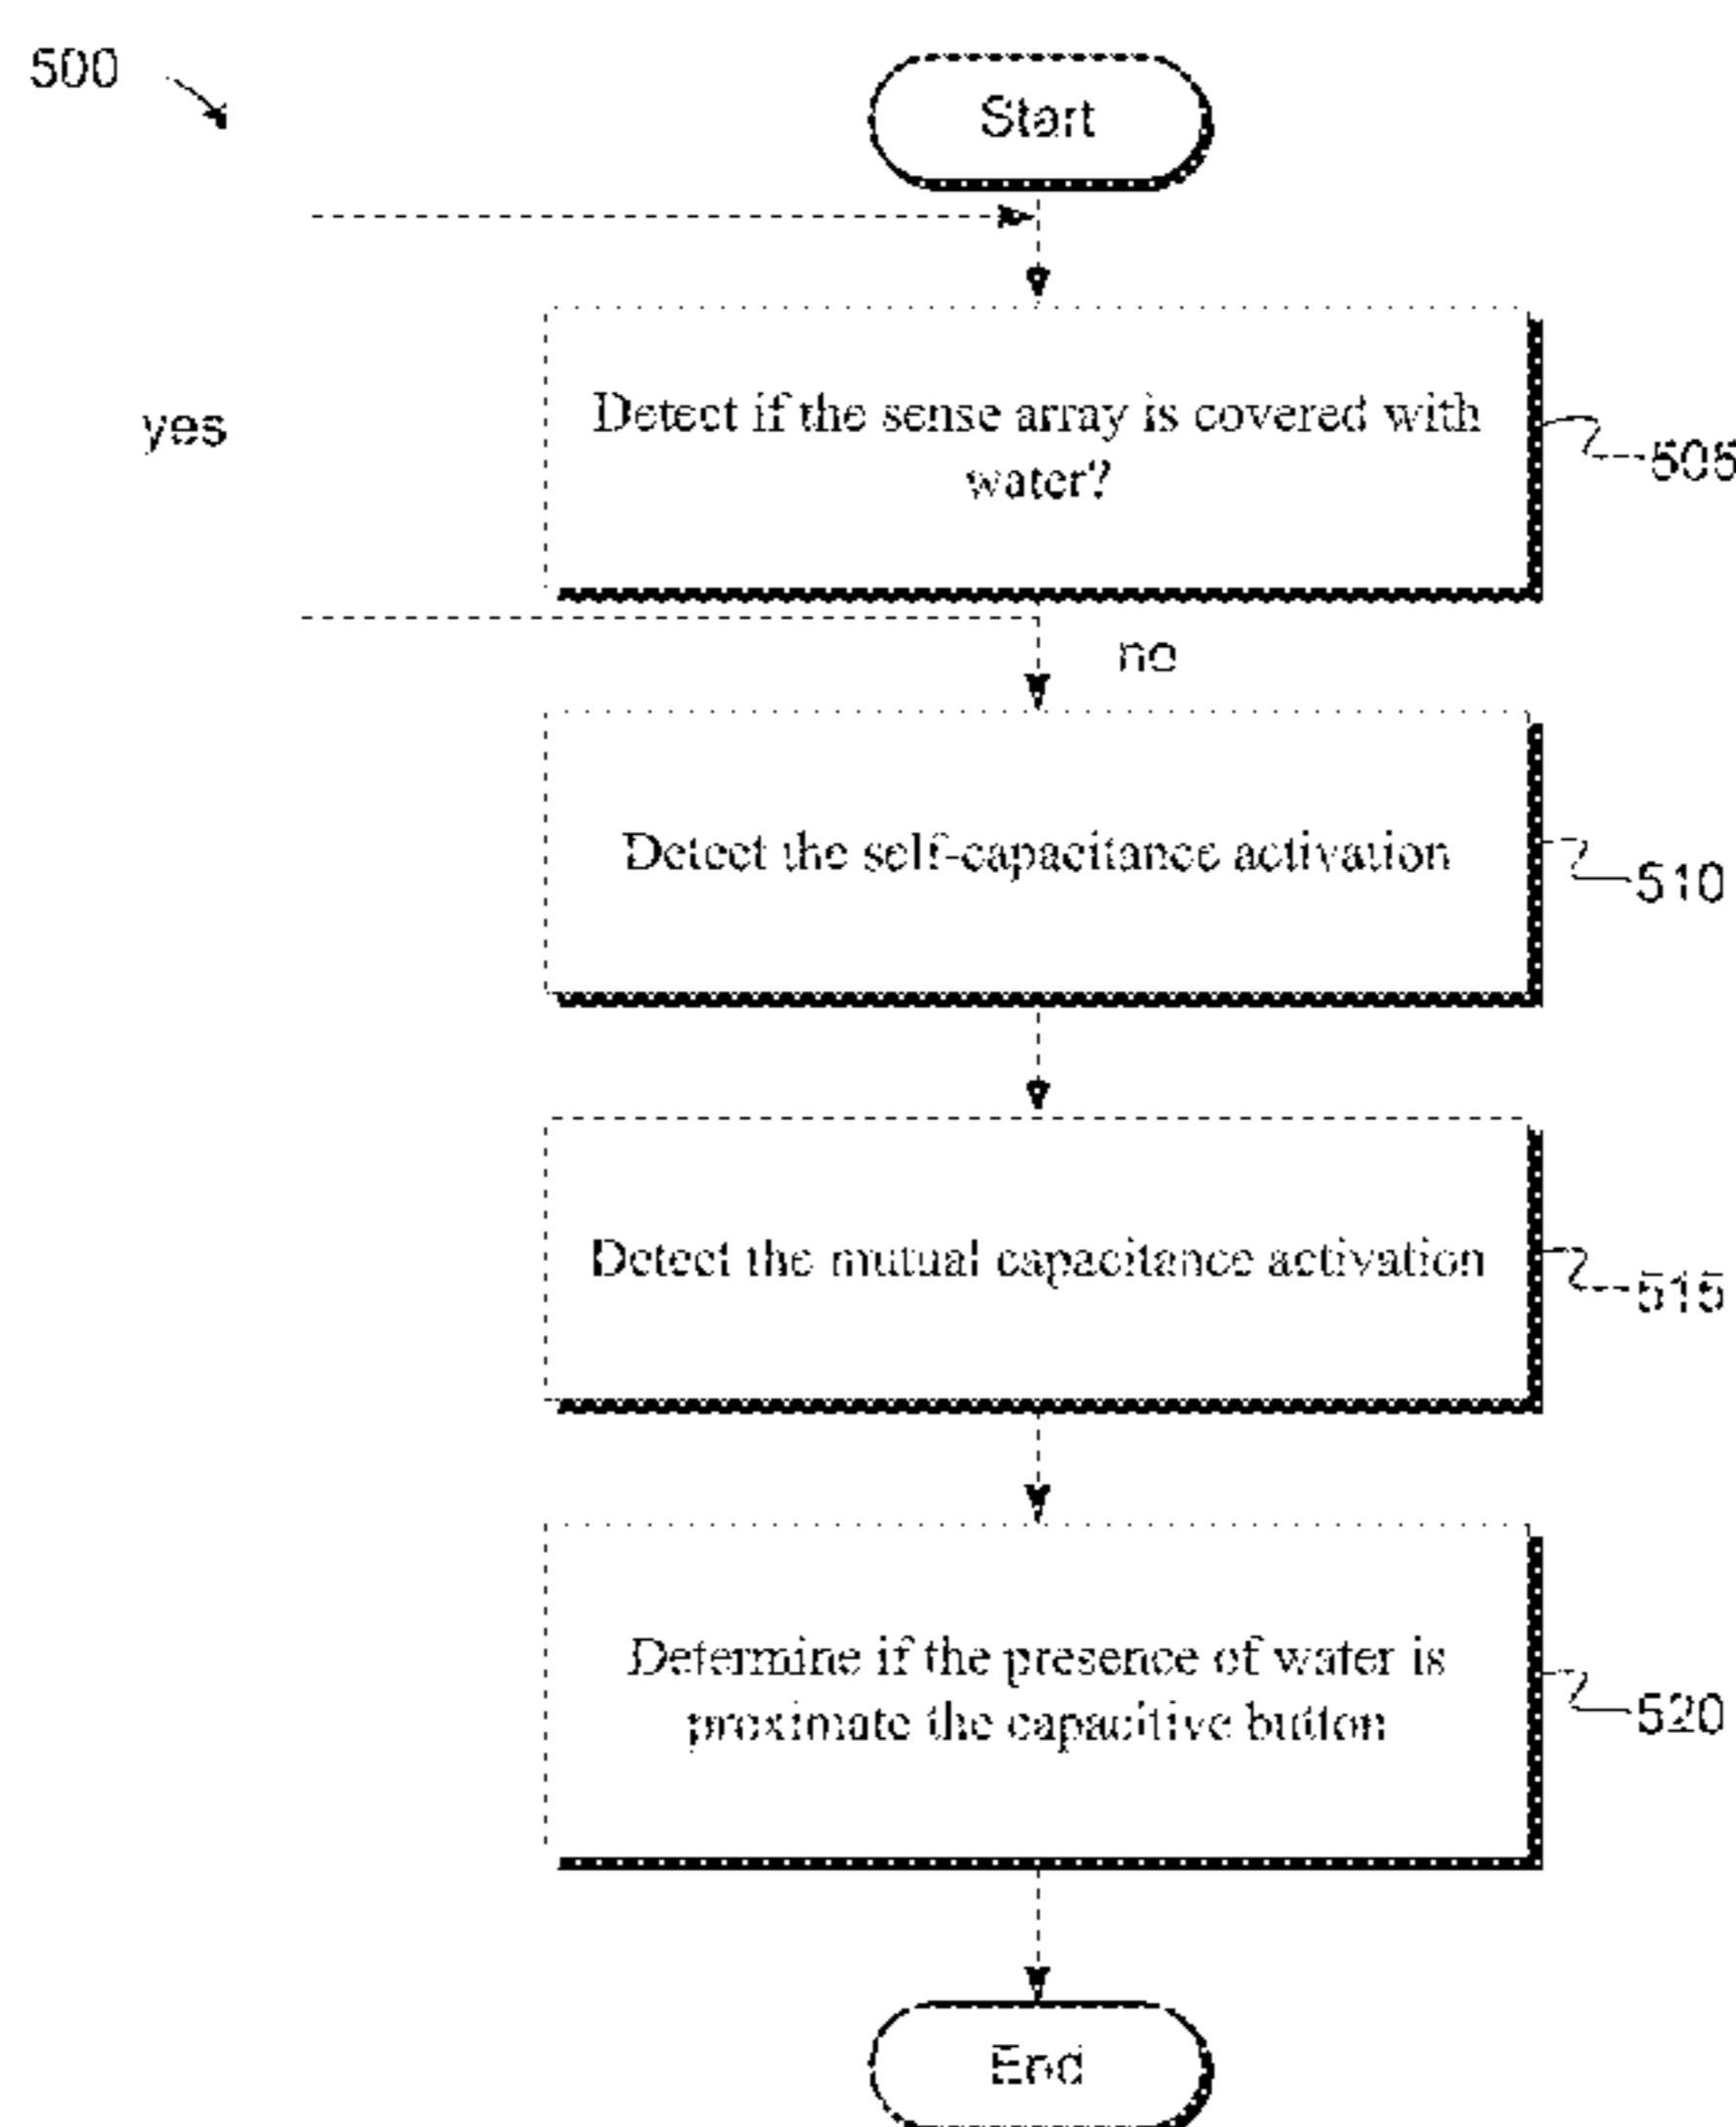 500
Start
Detect if the sense array is covered with
water?
yes
505
no
Detect the self-capacitance activation
510
Detect the mutual capacitance activation
515
Determine if the presence of water is
proximate the capacitive button
520
End